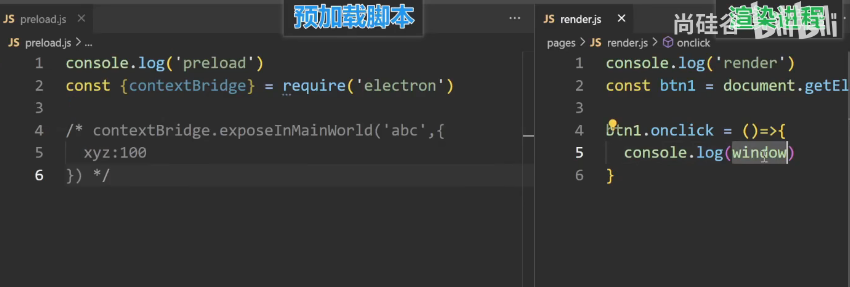 JS preload.js ×
预加载脚本
···
JS preload.js > ...
1 console.log('preload')
2 const {contextBridge} = require('electron')
3
4 /* contextBridge.exposeInMainWorld('abc',{
5 xyz:100
6 }) */
JS render.js ×
渲染进程
尚硅谷 bilibili
pages > JS render.js > onclick
1 console.log('render')
2 const btn1 = document.getEl
3
4 btn1.onclick = ()=>{
5 console.log(window)
6 }